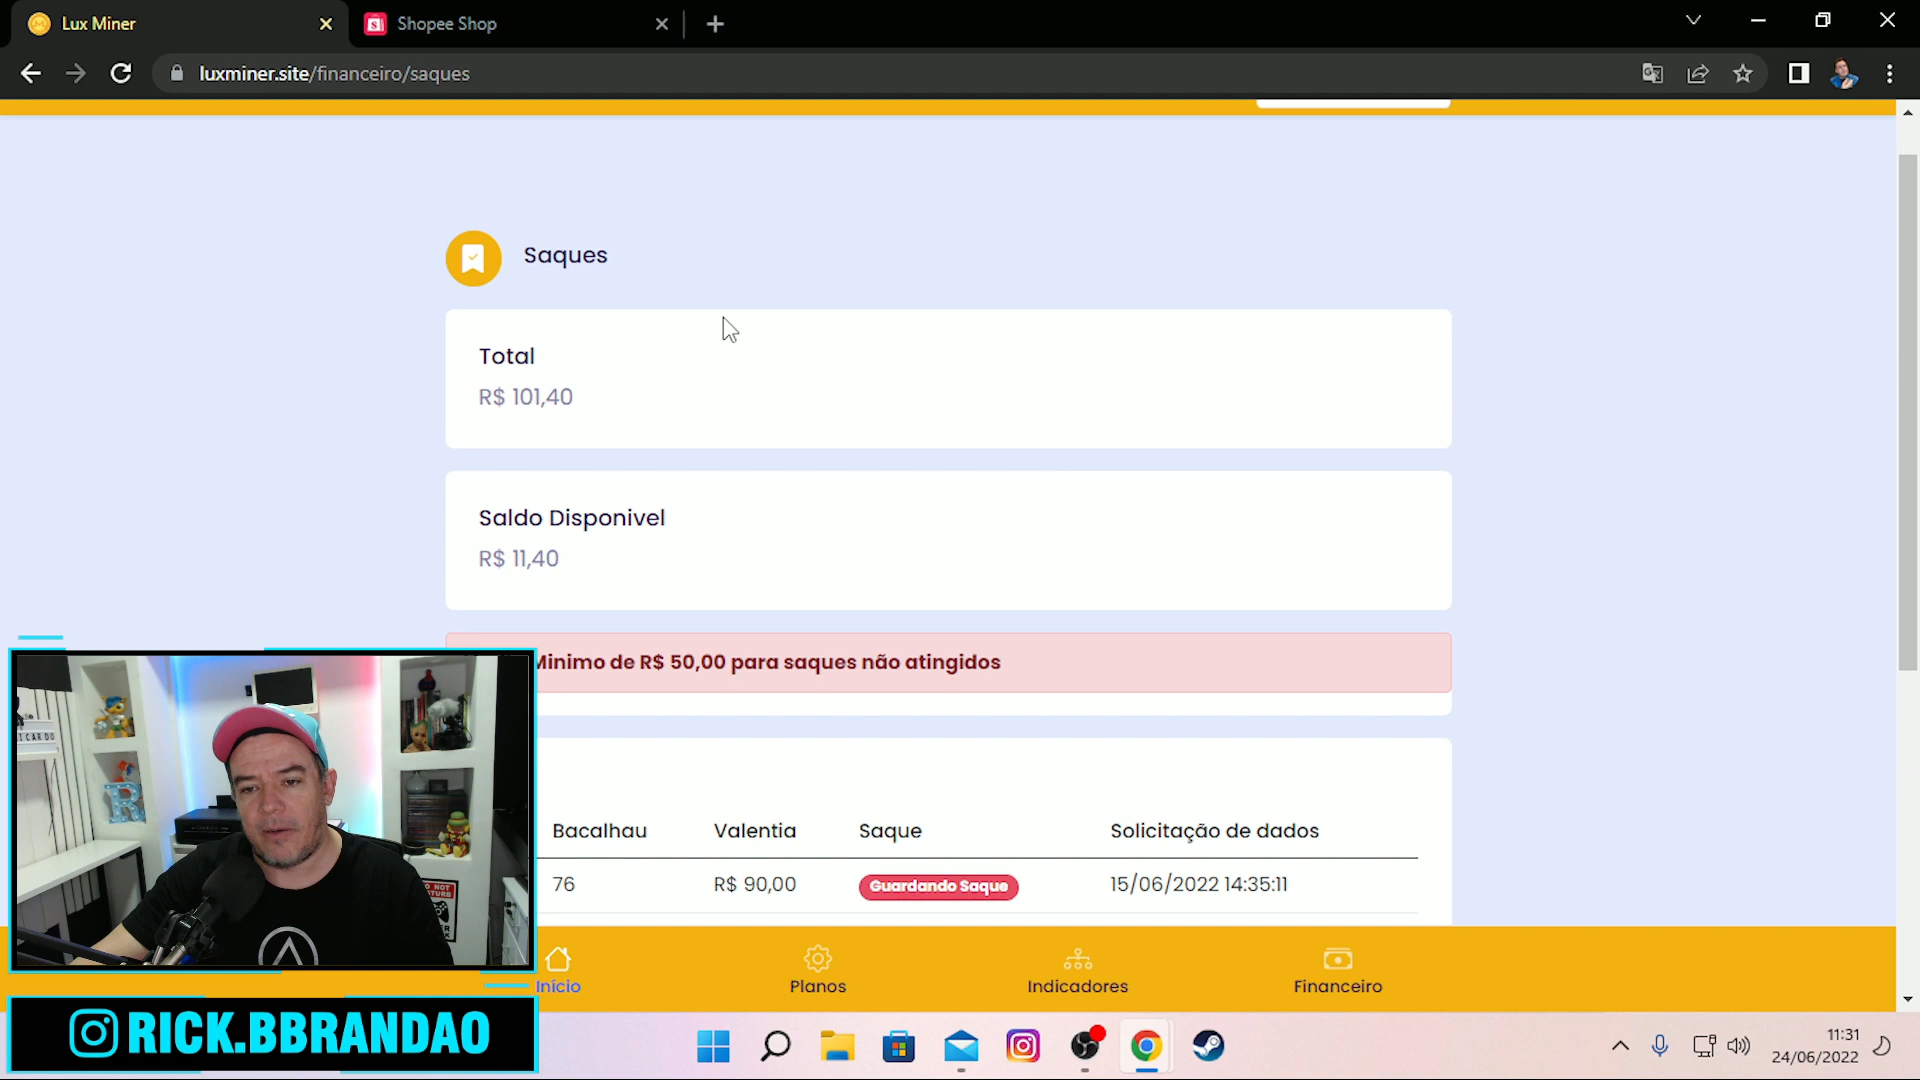 Lux Miner
Shopee Shop
luxminer.site/financeiro/saques
Saques
Total
R$ 101,40
Saldo Disponivel
R$ 11,40
Minimo de R$ 50,00 para saques não atingidos
Bacalhau Valentia Saque Solicitação de dados
76 R$ 90,00 Guardando Saque 15/06/2022 14:35:11
Início
Planos
Indicadores
Financeiro
RICK.BBRANDAO
11:31
24/06/2022